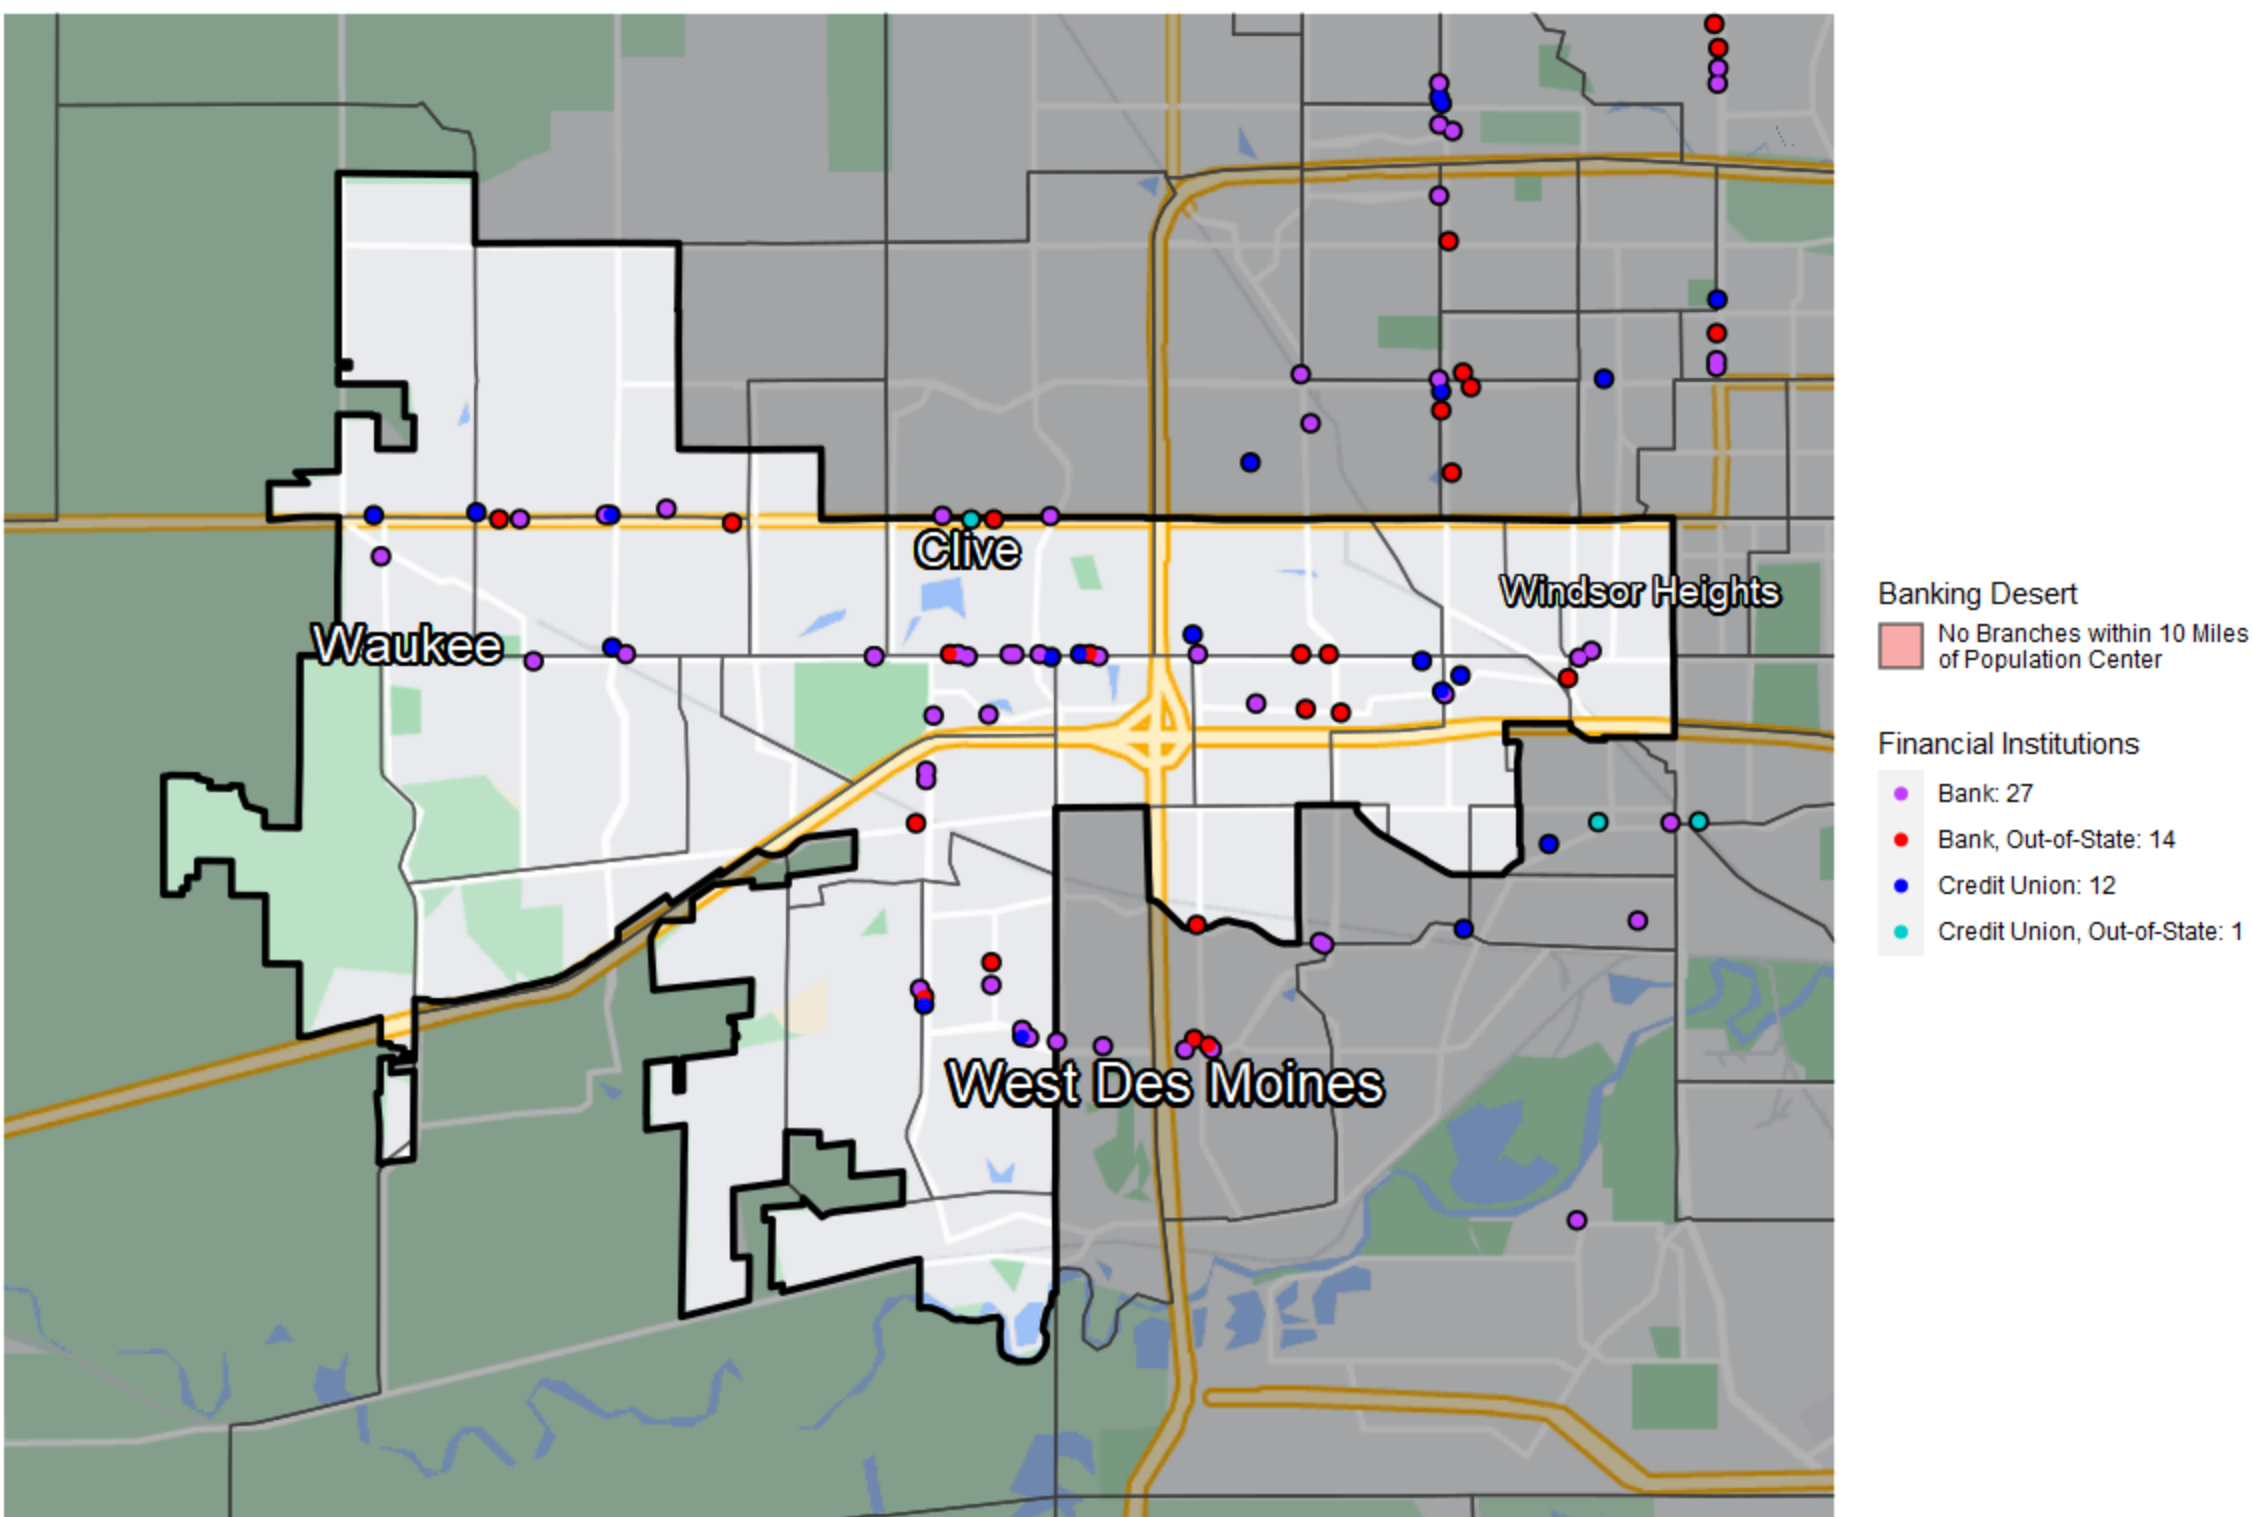 Clive
Windsor Heights
Waukee
West Des Moines
Banking Desert
No Branches within 10 Miles
of Population Center
Financial Institutions
Bank: 27
Bank, Out-of-State: 14
Credit Union: 12
Credit Union, Out-of-State: 1